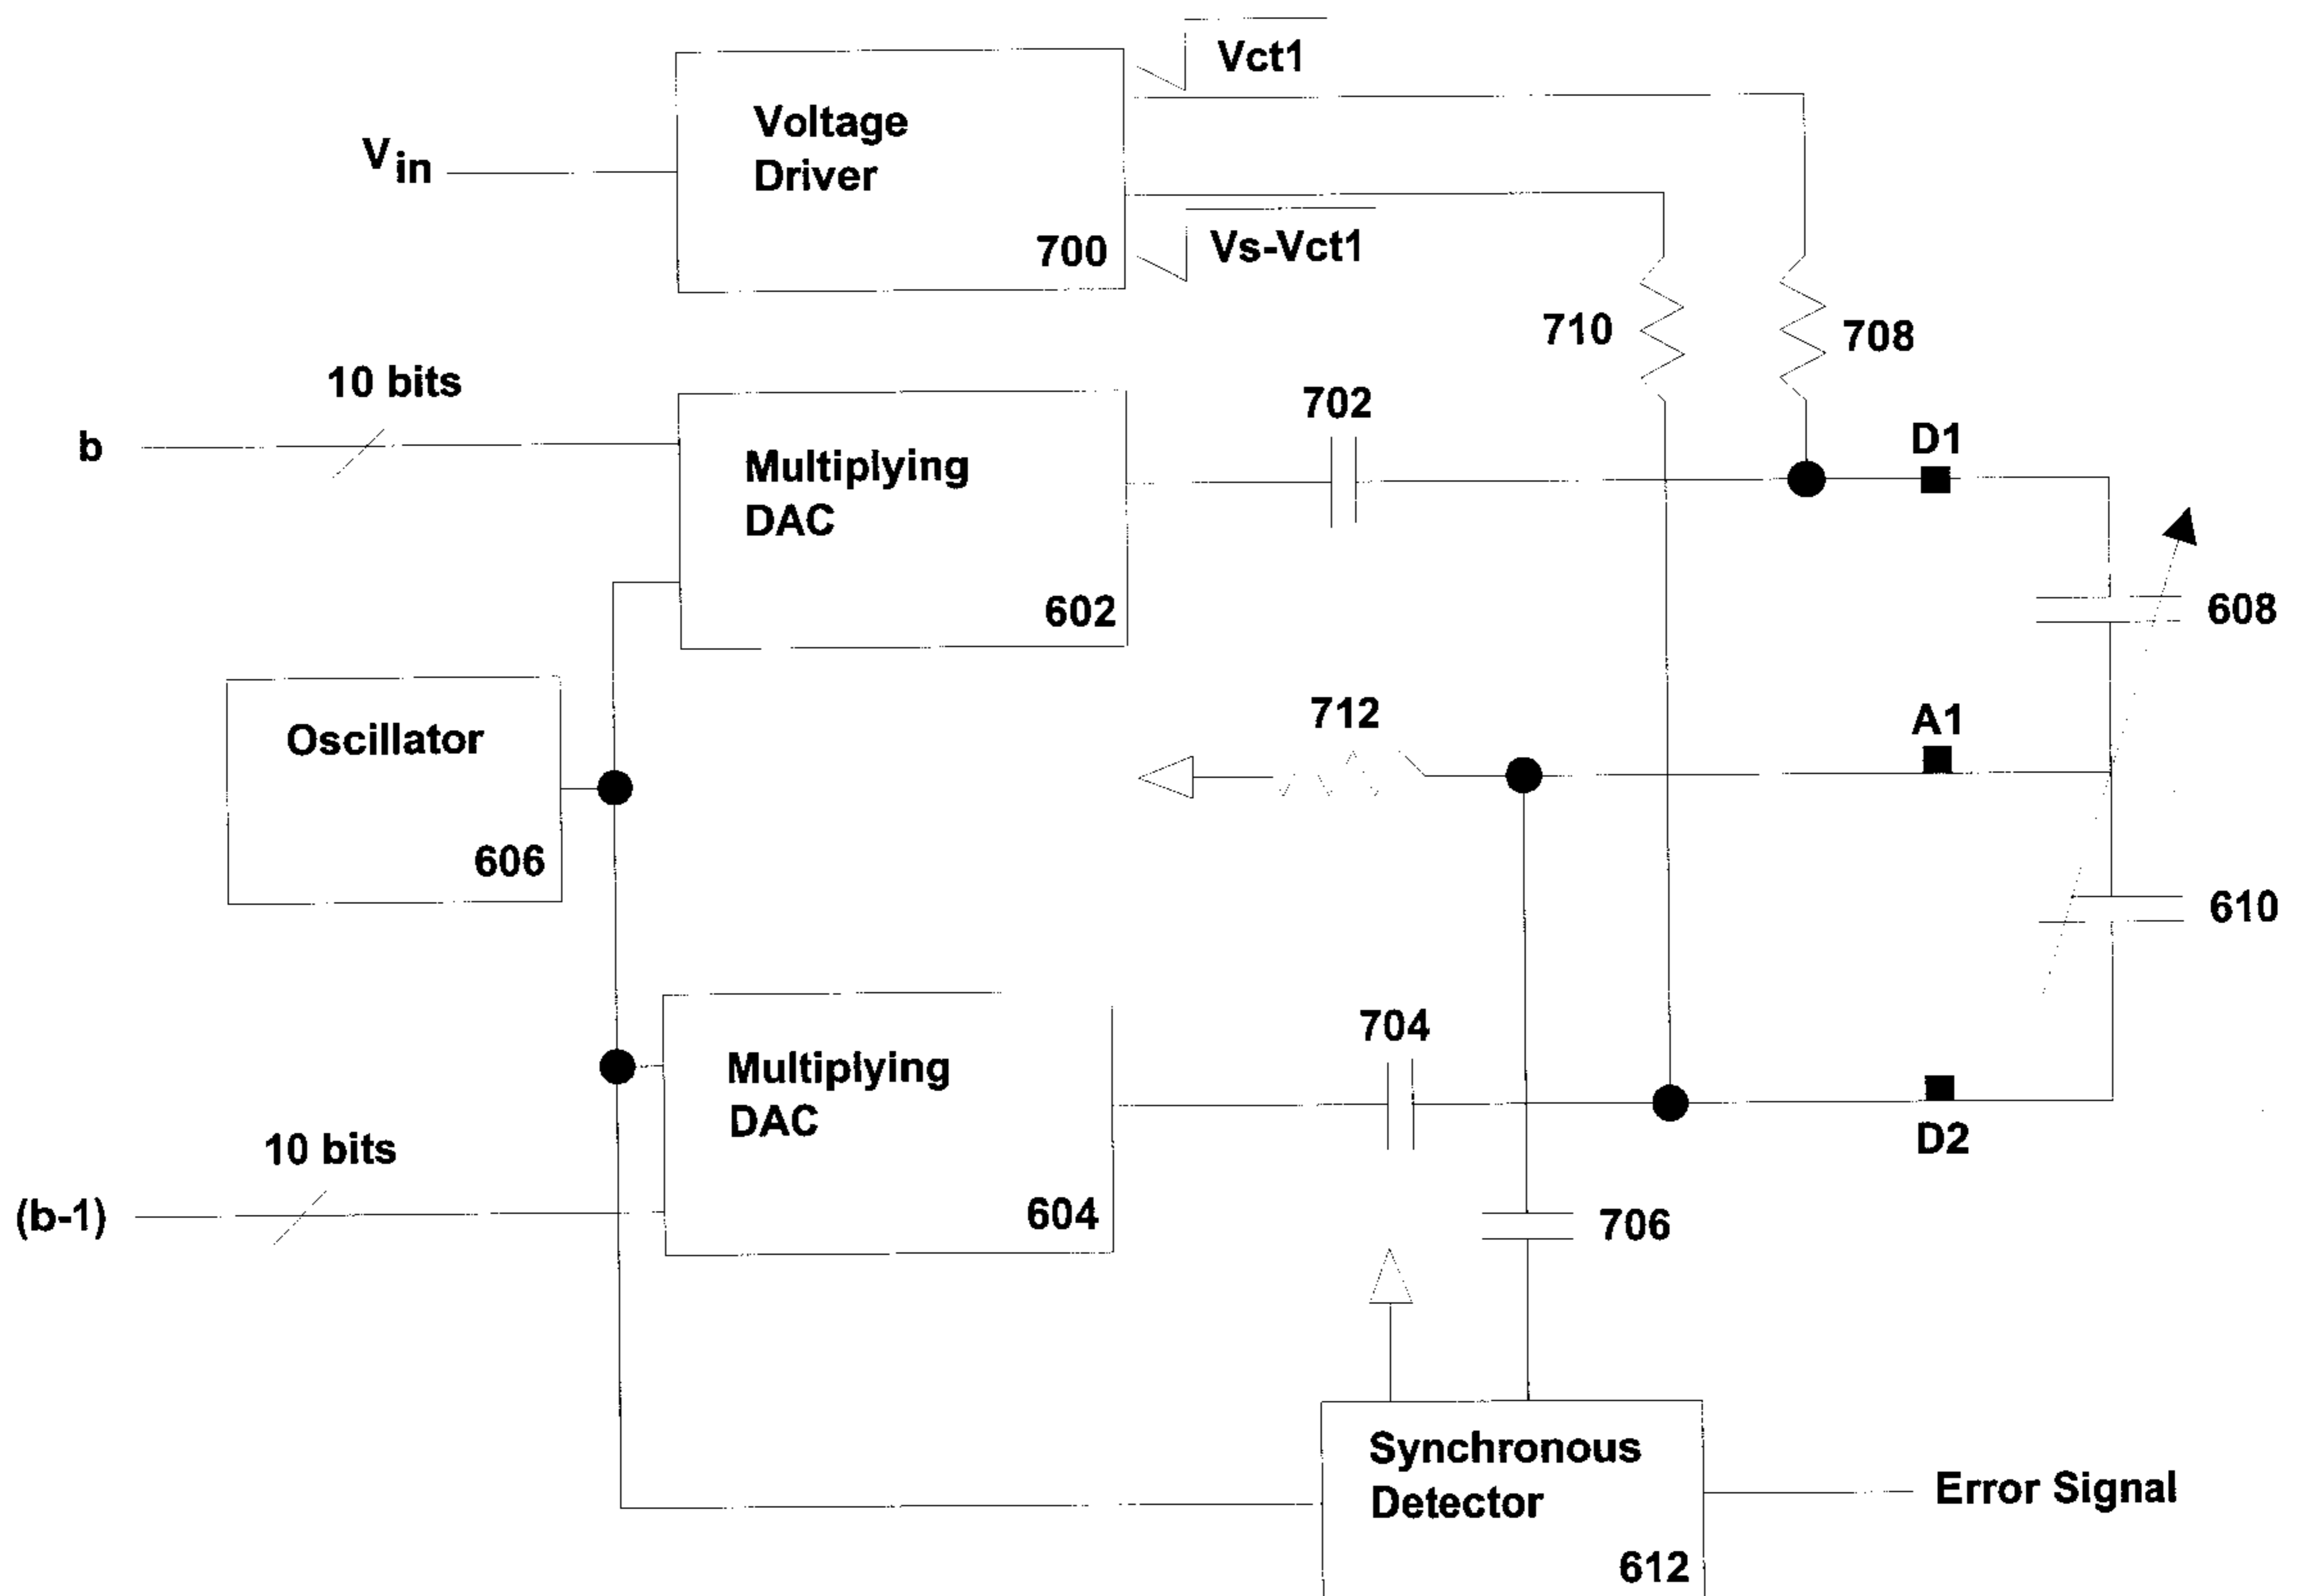 Vct1
Voltage
Driver
Vin
700
Vs-Vct1
710
708
10 bits
702
b
D1
Multiplying
DAC
602
608
712
A1
Oscillator
606
610
704
Multiplying
DAC
D2
10 bits
604
(b-1)
706
Synchronous
Detector
Error Signal
612